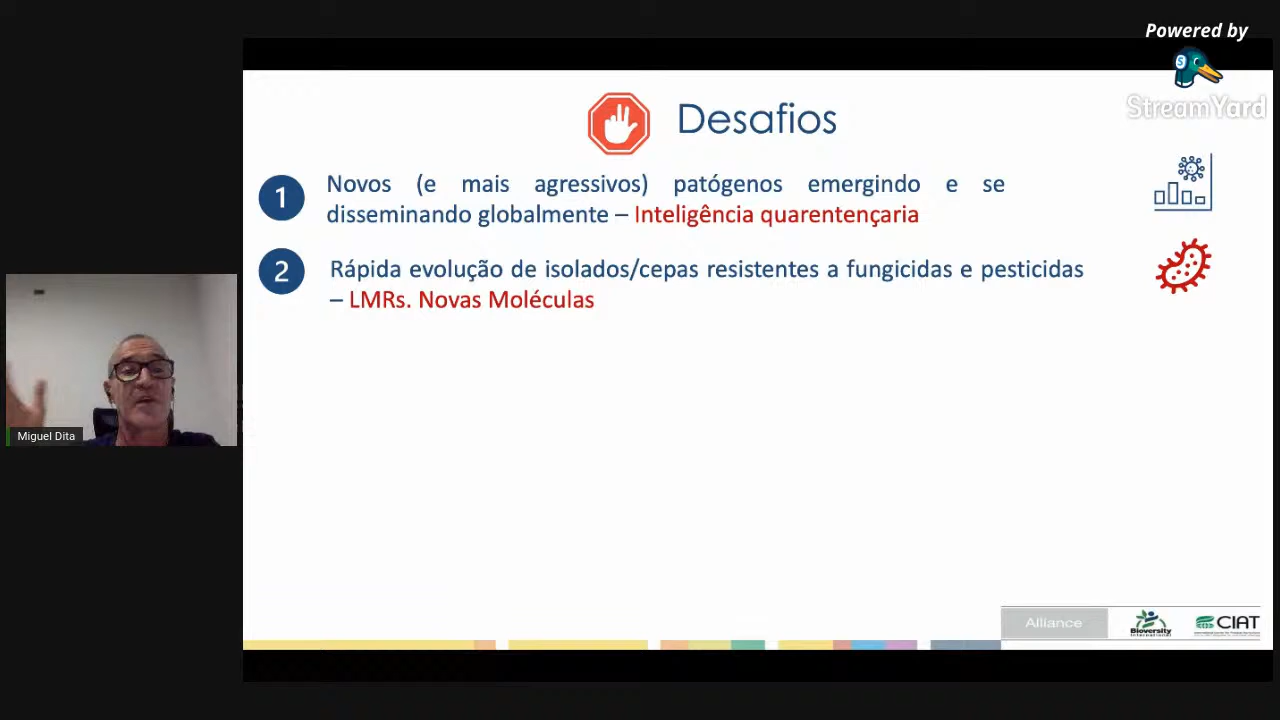 Powered by
StreamYard
Desafios
1
Novos (e mais agressivos) patógenos emergindo e se
disseminando globalmente – Inteligência quarentençaria
2
Rápida evolução de isolados/cepas resistentes a fungicidas e pesticidas
– LMRs. Novas Moléculas
Miguel Dita
Alliance
Bioversity
International
CIAT